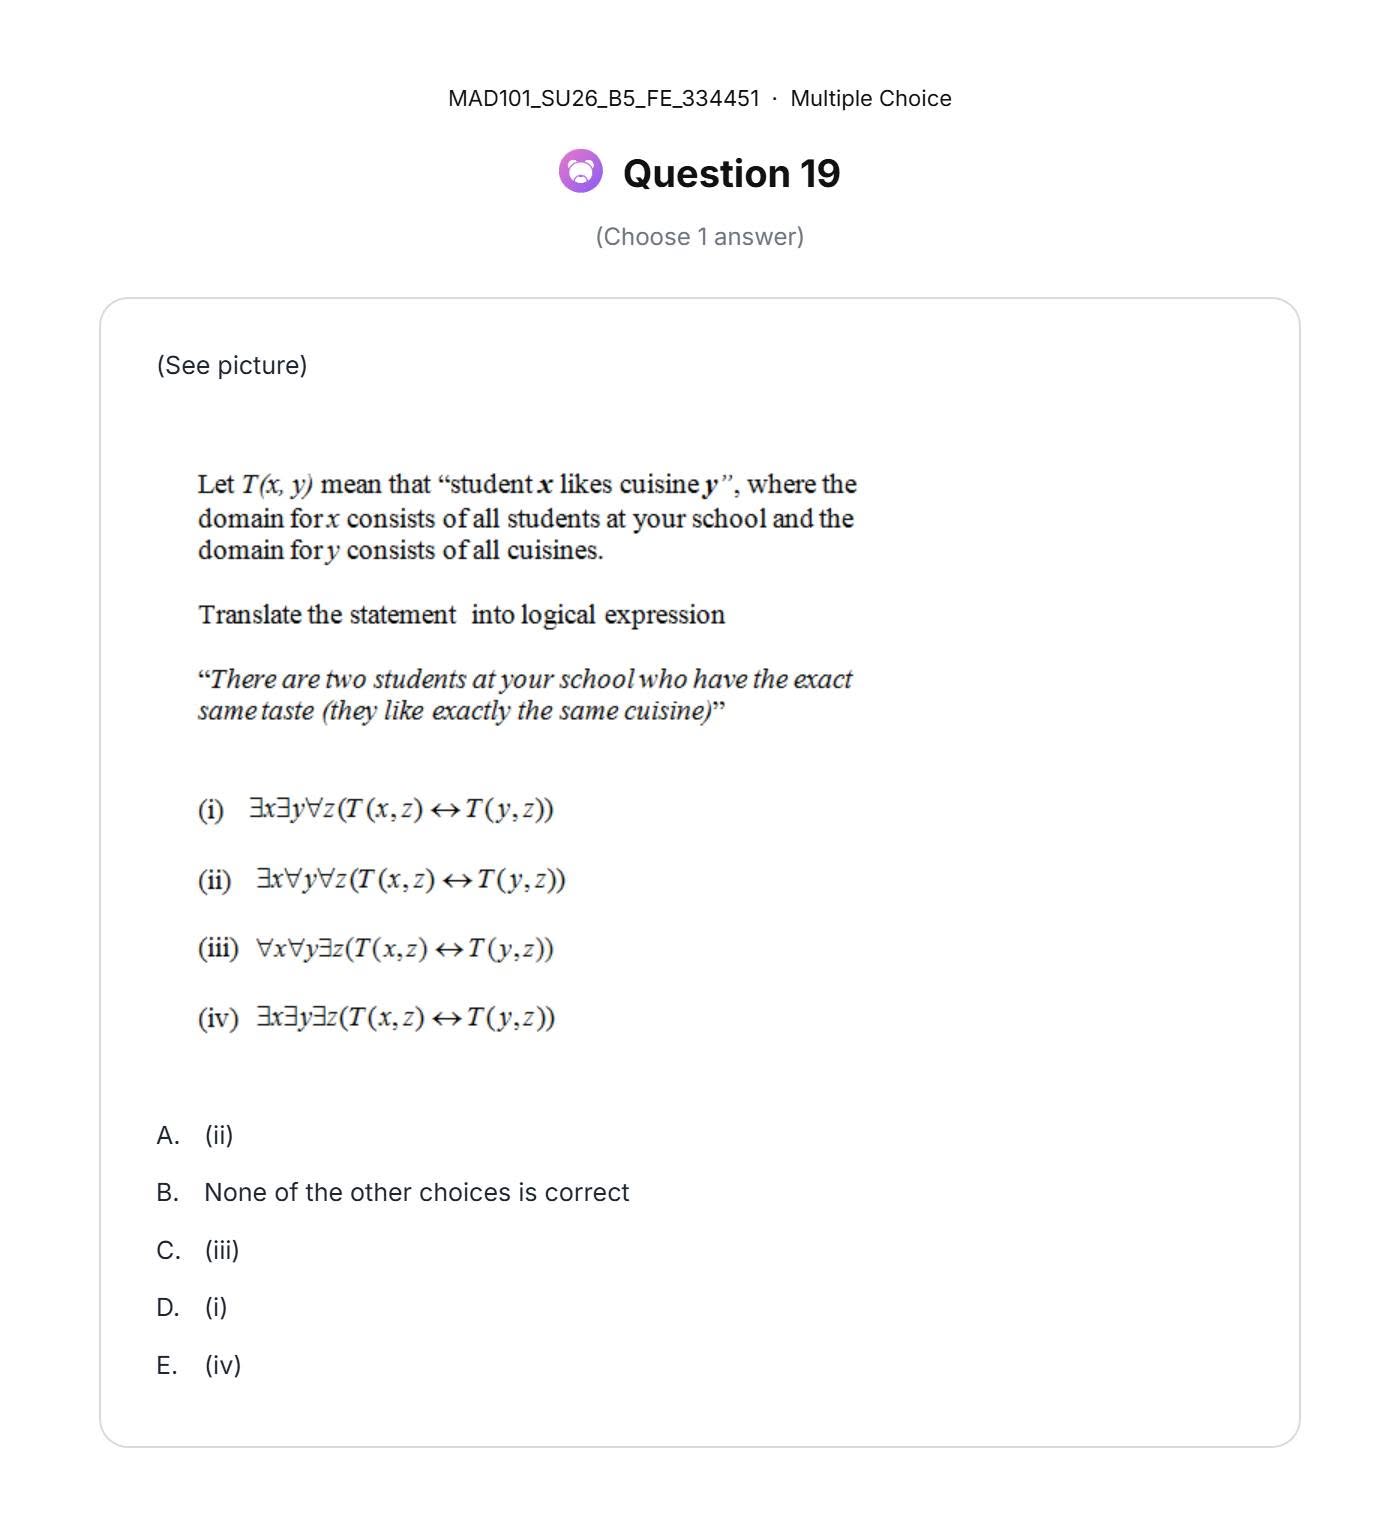 MAD101_SU26_B5_FE_334451 · Multiple Choice
Question 19
(Choose 1 answer)
(See picture)
Let T(x, y) mean that “student x likes cuisine y”, where the
domain for x consists of all students at your school and the
domain for y consists of all cuisines.
Translate the statement into logical expression
“There are two students at your school who have the exact
same taste (they like exactly the same cuisine)”
(i) ∃x∃y∀z(T(x,z)↔T(y,z))
(ii) ∃x∀y∀z(T(x,z)↔T(y,z))
(iii) ∀x∀y∃z(T(x,z)↔T(y,z))
(iv) ∃x∃y∃z(T(x,z)↔T(y,z))
A. (ii)
B. None of the other choices is correct
C. (iii)
D. (i)
E. (iv)